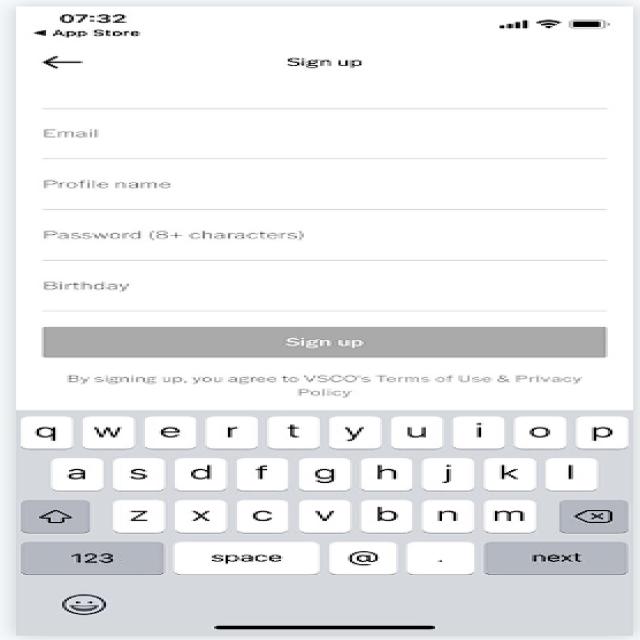 07:32
◀ App Store
Sign up
Email
Profile name
Password (8+ characters)
Birthday
Sign up
By signing up, you agree to VSCO's Terms of Use & Privacy
Policy
q w e r t y u i o p
a s d f g h j k l
z x c v b n m
123 space @ . next